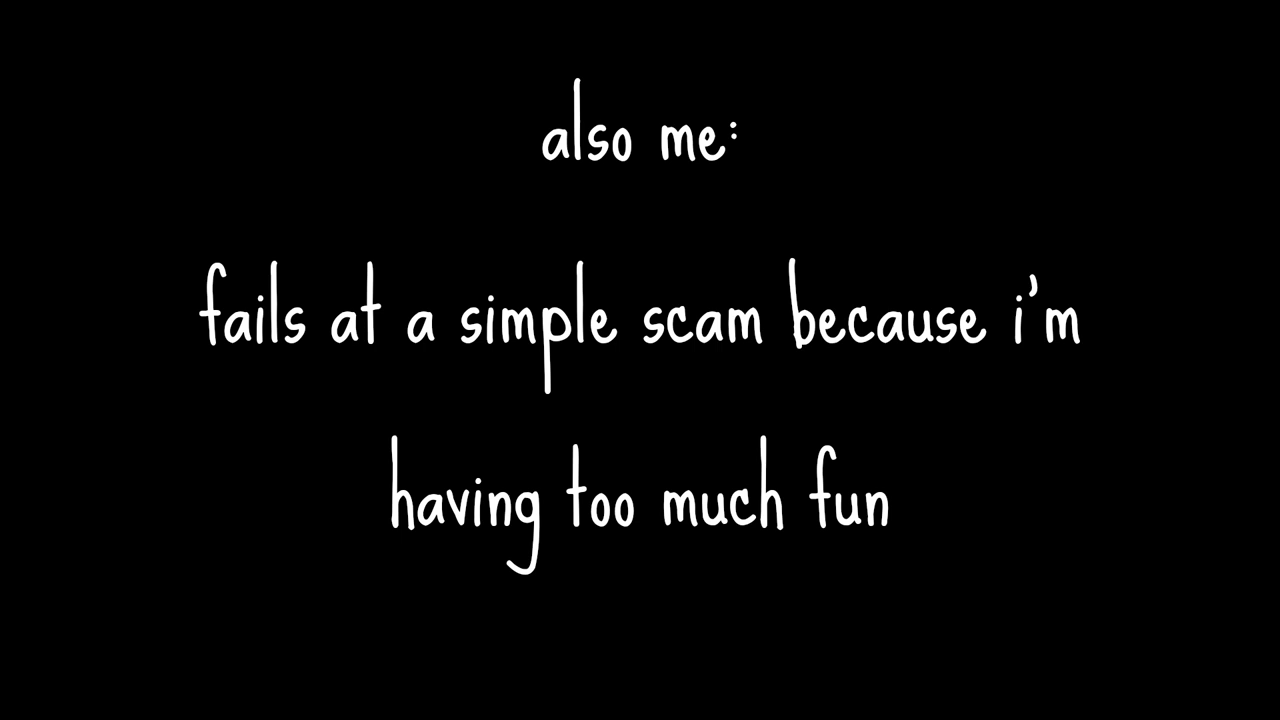 also me:
fails at a simple scam because i'm
having too much fun